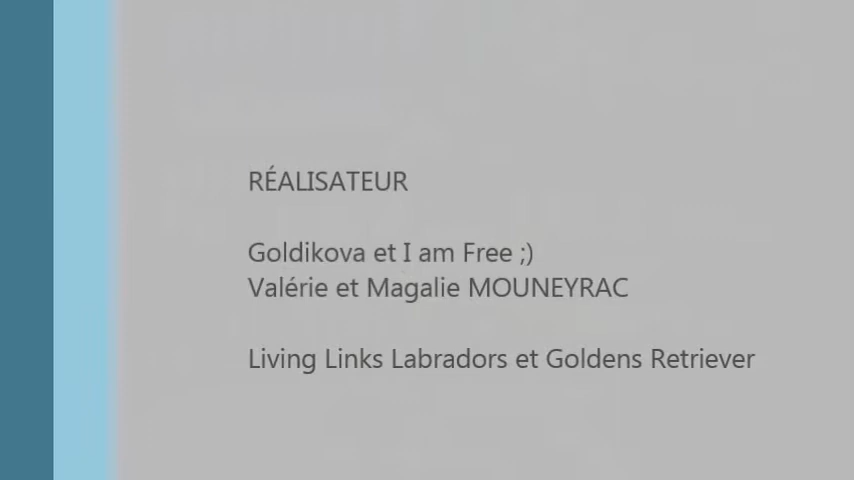 RÉALISATEUR
Goldikova et I am Free ;)
Valérie et Magalie MOUNEYRAC
Living Links Labradors et Goldens Retriever